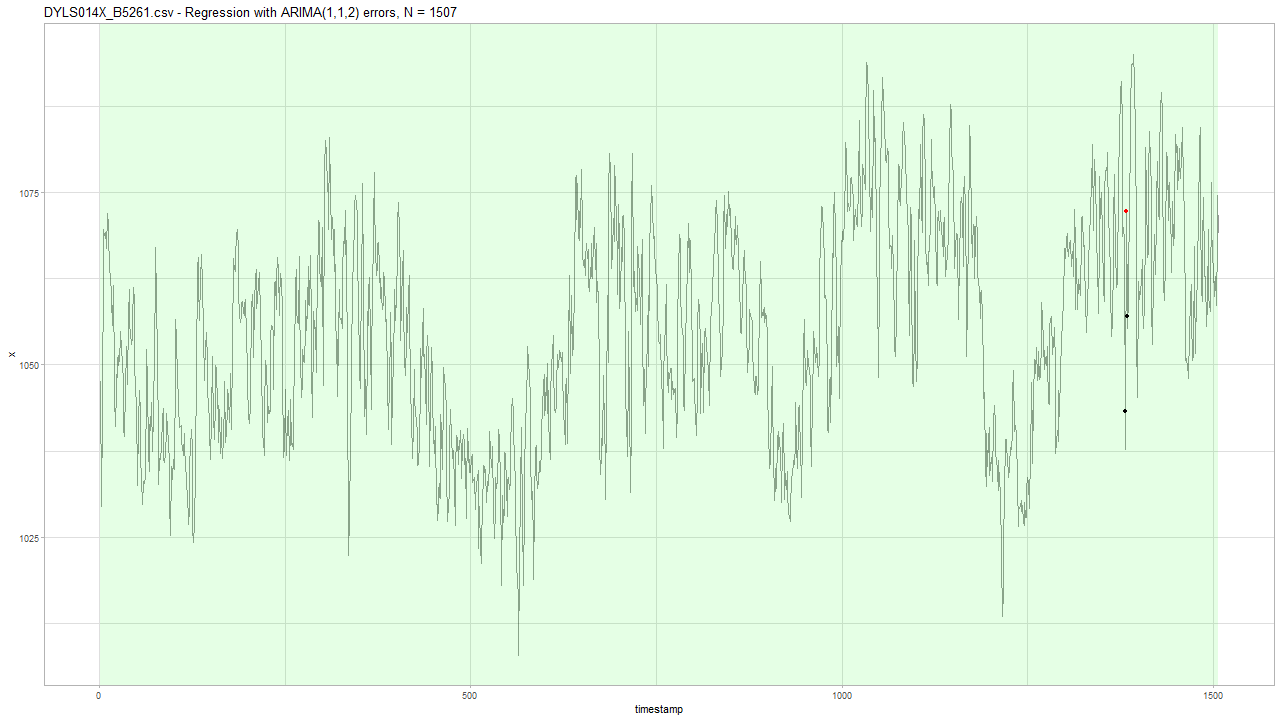 DYLS014X_B5261.csv - Regression with ARIMA(1,1,2) errors, N = 1507
1075
1050
x
1025
0 500 1000 1500
timestamp